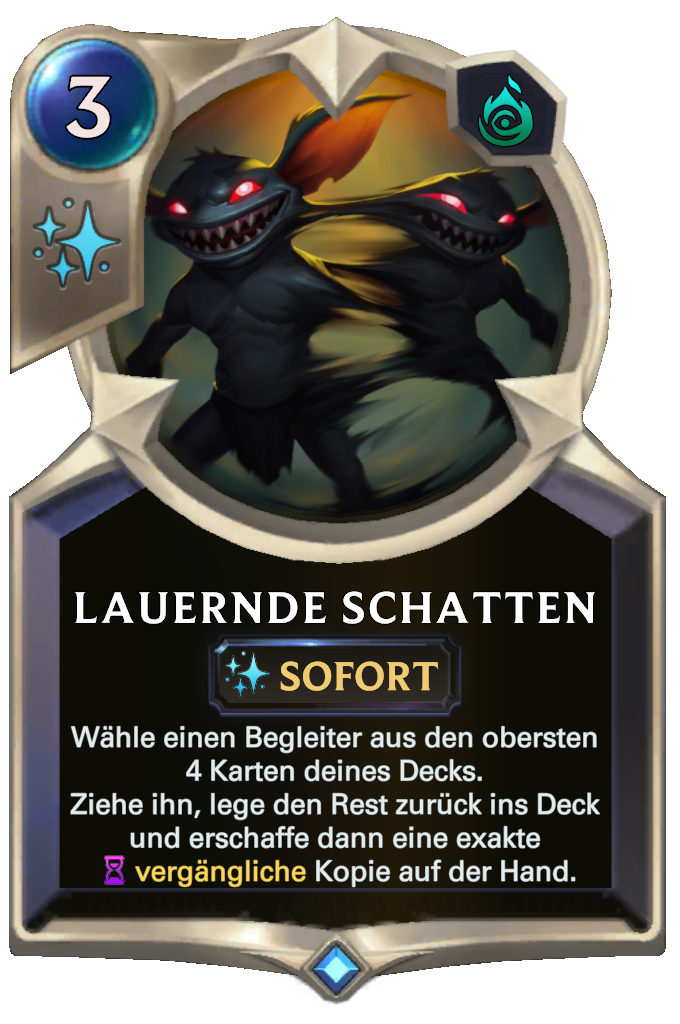 3
LAUERNDE SCHATTEN
SOFORT
Wähle einen Begleiter aus den obersten
4 Karten deines Decks.
Ziehe ihn, lege den Rest zurück ins Deck
und erschaffe dann eine exakte
vergängliche Kopie auf der Hand.